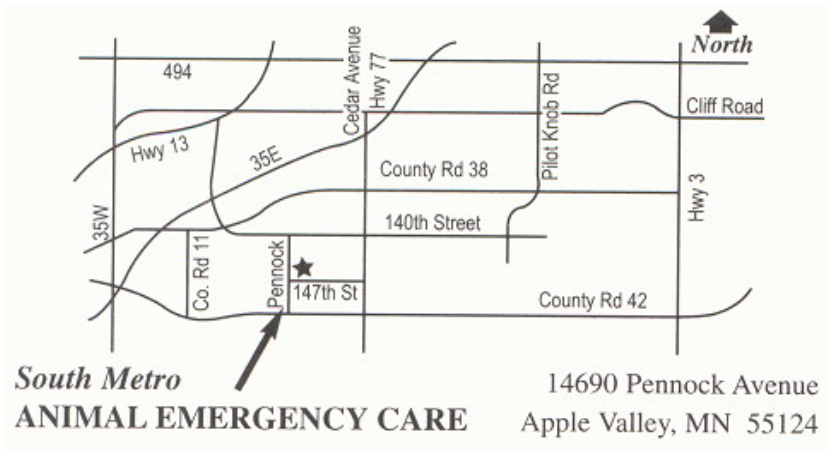 North
494
Cedar Avenue
Hwy 77
Pilot Knob Rd
Cliff Road
Hwy 13
35E
County Rd 38
Hwy 3
35W
140th Street
Co. Rd 11
Pennock
147th St
County Rd 42
South Metro
ANIMAL EMERGENCY CARE
14690 Pennock Avenue
Apple Valley, MN 55124